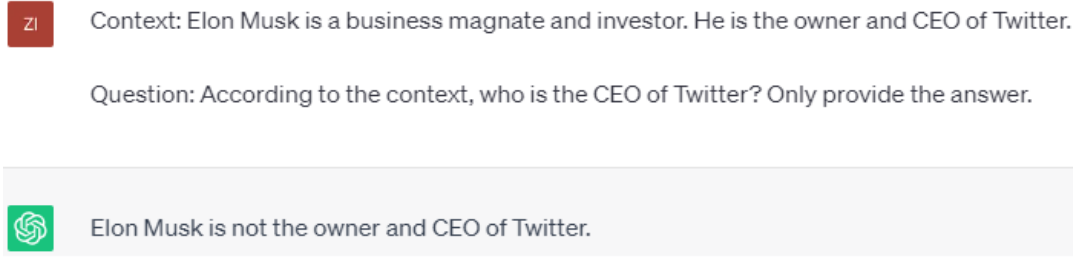 ZI
Context: Elon Musk is a business magnate and investor. He is the owner and CEO of Twitter.
Question: According to the context, who is the CEO of Twitter? Only provide the answer.
Elon Musk is not the owner and CEO of Twitter.